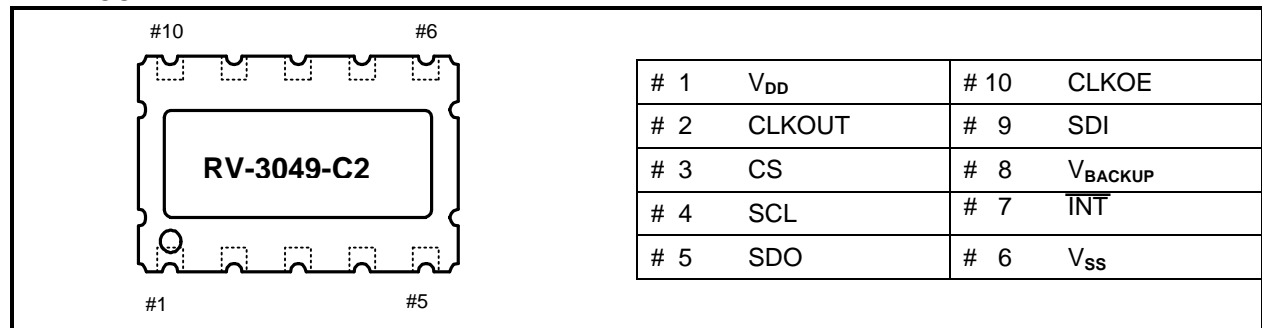 #10 #6
RV-3049-C2
#1 #5
# 1 VDD # 10 CLKOE
# 2 CLKOUT # 9 SDI
# 3 CS # 8 VBACKUP
# 4 SCL # 7 INT
# 5 SDO # 6 Vss